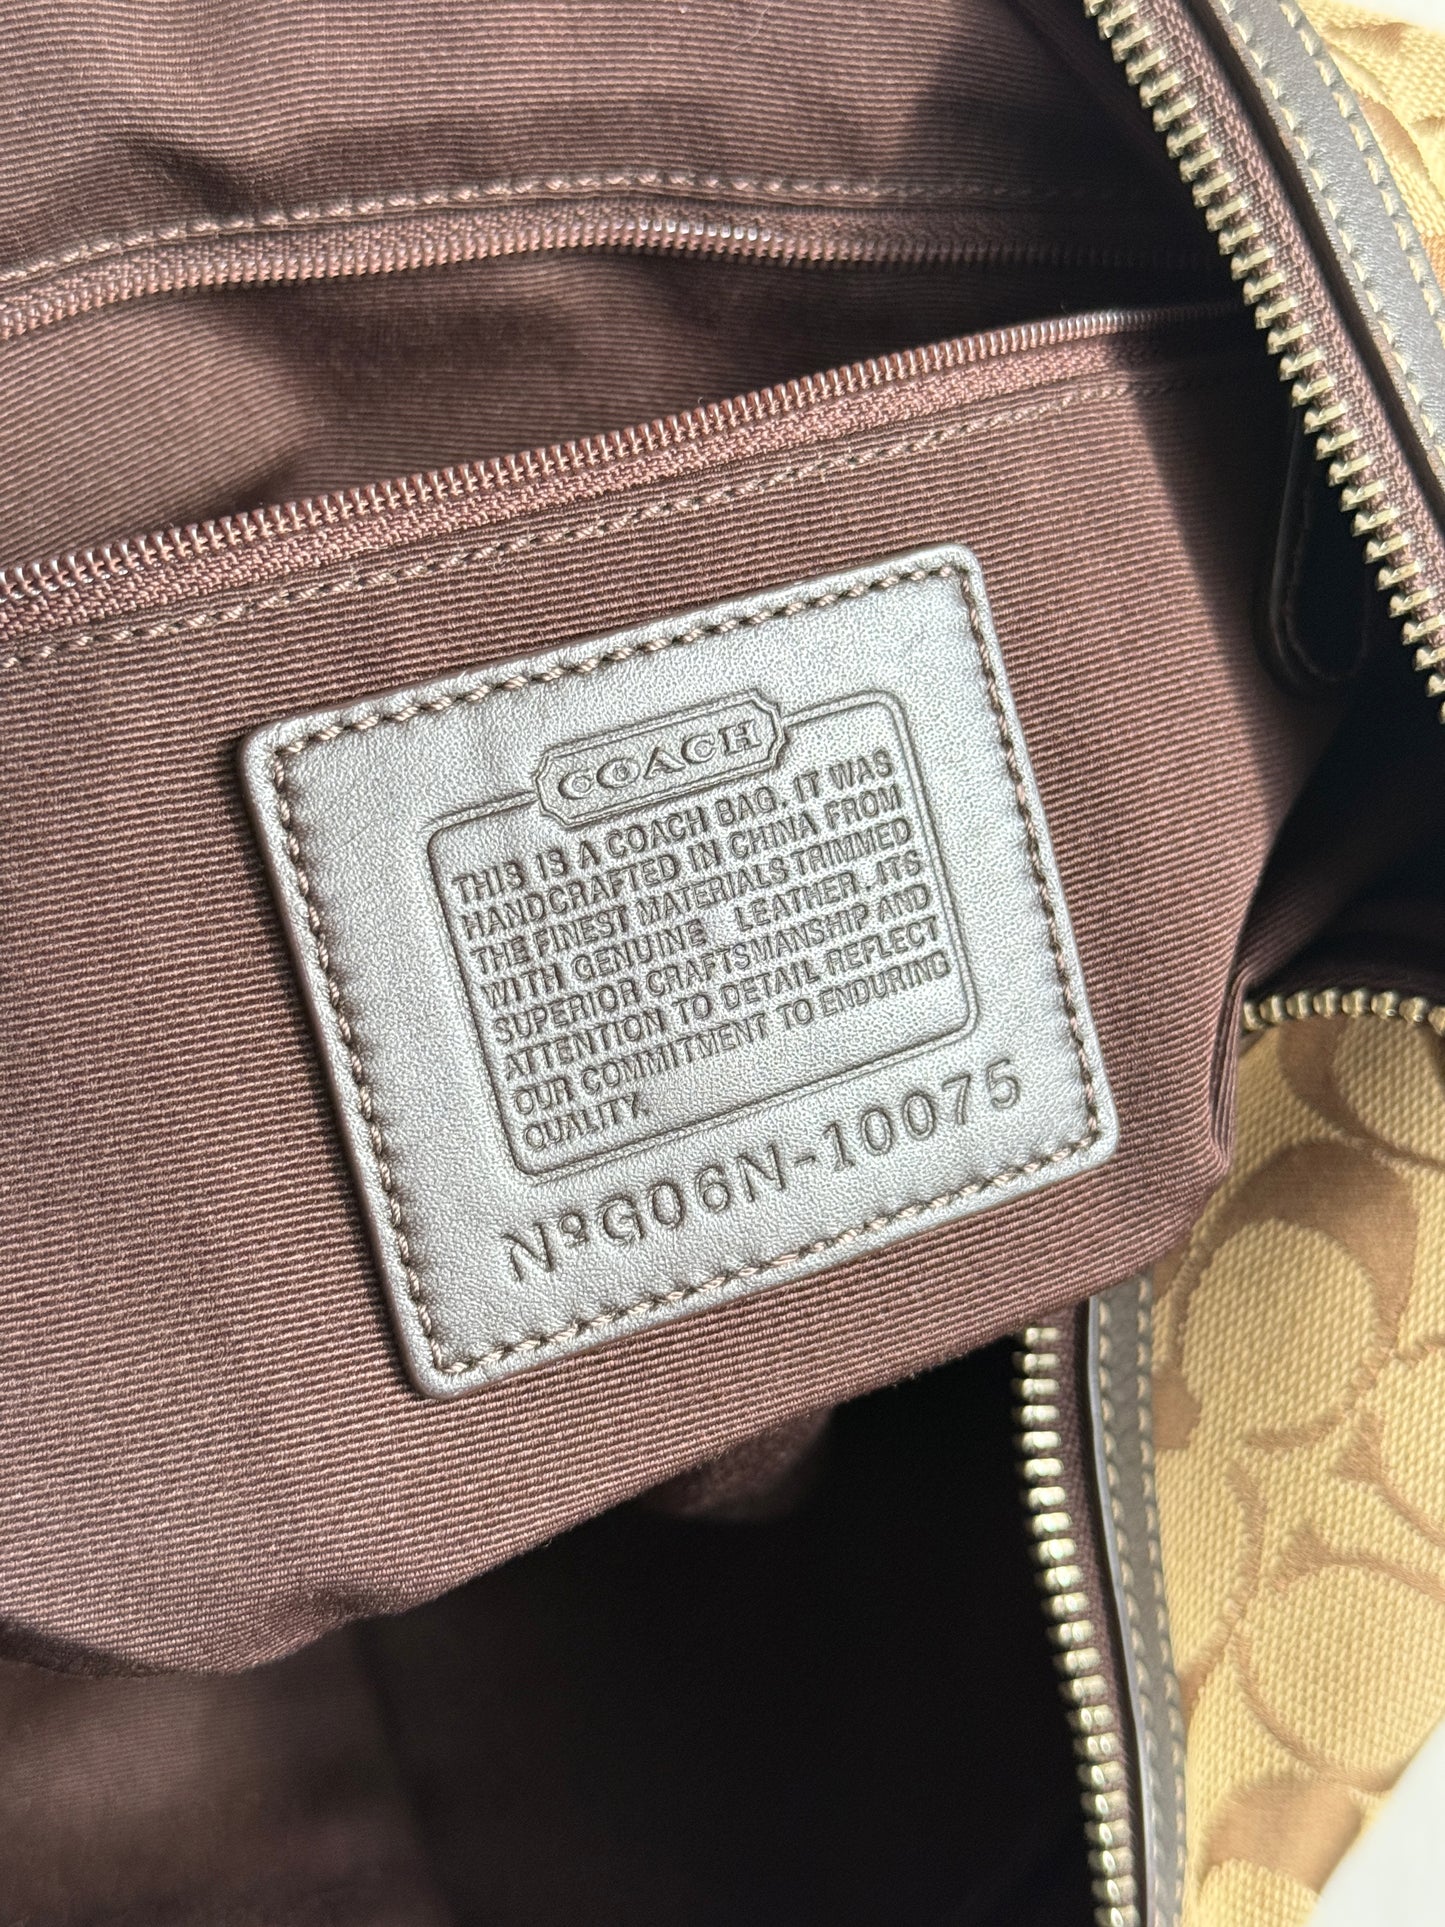 COACH
THIS IS A COACH BAG. IT WAS
HANDCRAFTED IN CHINA FROM
THE FINEST MATERIALS TRIMMED
WITH GENUINE LEATHER. ITS
SUPERIOR CRAFTSMANSHIP AND
ATTENTION TO DETAIL REFLECT
OUR COMMITMENT TO ENDURING
QUALITY.
Nº G06N-10075